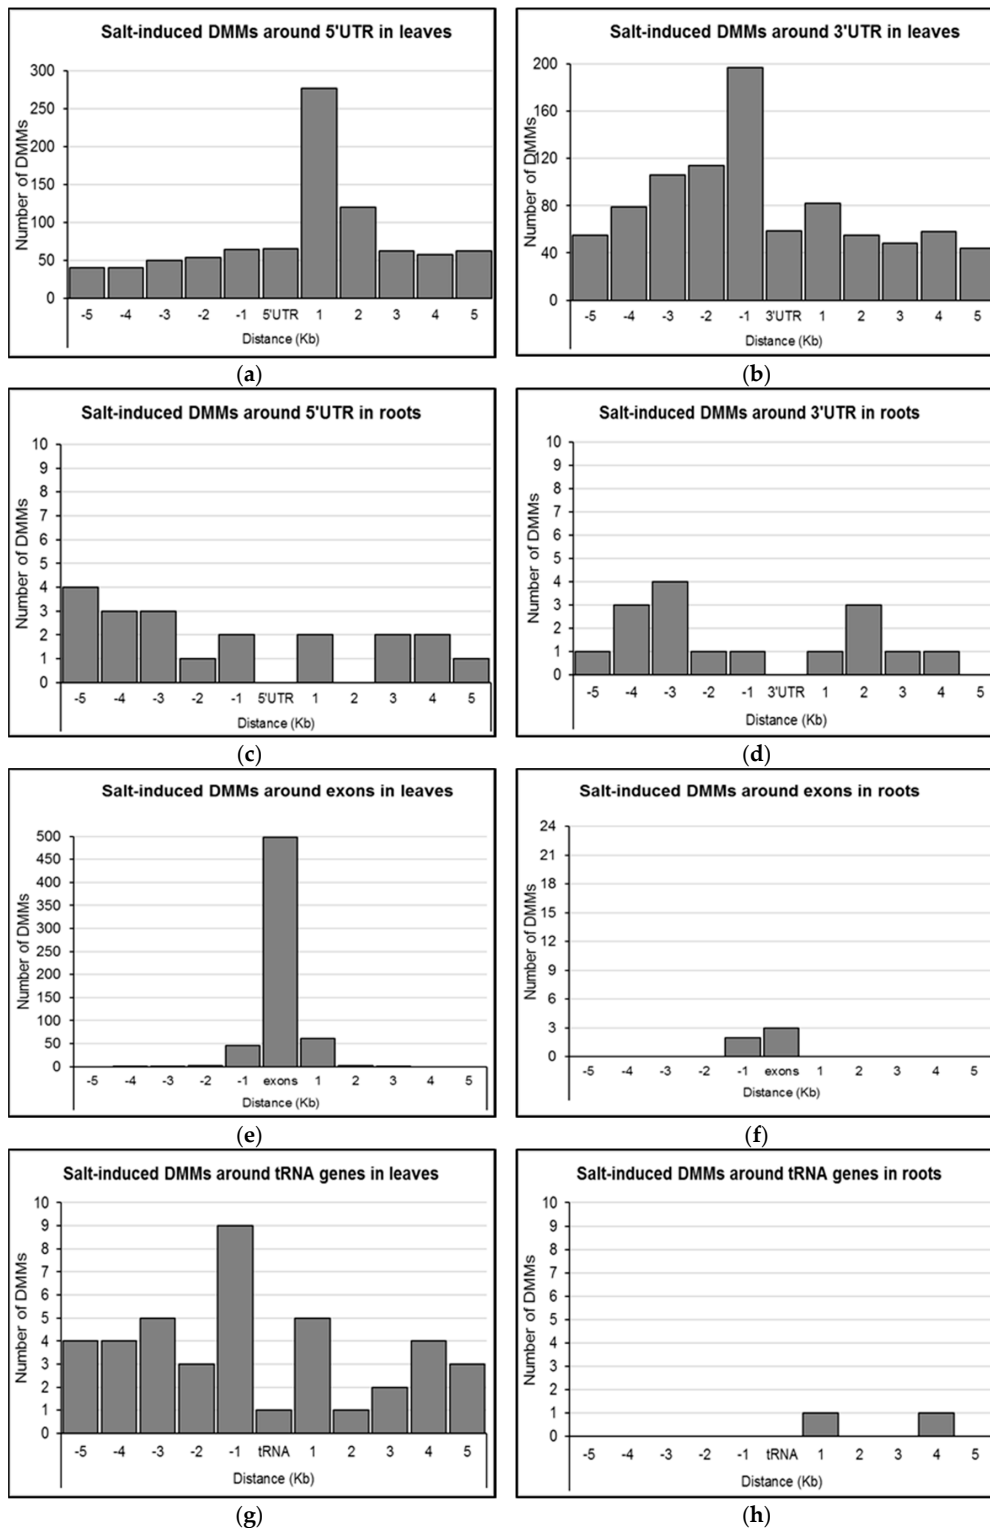 Salt-induced DMMs around 5'UTR in leaves
Number of DMMs
300
250
200
150
100
50
0
-5 -4 -3 -2 -1 5'UTR 1 2 3 4 5
Distance (Kb)
(a)
Salt-induced DMMs around 3'UTR in leaves
Number of DMMs
200
160
120
80
40
0
-5 -4 -3 -2 -1 3'UTR 1 2 3 4 5
Distance (Kb)
(b)
Salt-induced DMMs around 5'UTR in roots
Number of DMMs
10
9
8
7
6
5
4
3
2
1
0
-5 -4 -3 -2 -1 5'UTR 1 2 3 4 5
Distance (Kb)
(c)
Salt-induced DMMs around 3'UTR in roots
Number of DMMs
10
9
8
7
6
5
4
3
2
1
0
-5 -4 -3 -2 -1 3'UTR 1 2 3 4 5
Distance (Kb)
(d)
Salt-induced DMMs around exons in leaves
Number of DMMs
500
450
400
350
300
250
200
150
100
50
0
-5 -4 -3 -2 -1 exons 1 2 3 4 5
Distance (Kb)
(e)
Salt-induced DMMs around exons in roots
Number of DMMs
24
21
18
15
12
9
6
3
0
-5 -4 -3 -2 -1 exons 1 2 3 4 5
Distance (Kb)
(f)
Salt-induced DMMs around tRNA genes in leaves
Number of DMMs
10
9
8
7
6
5
4
3
2
1
0
-5 -4 -3 -2 -1 tRNA 1 2 3 4 5
Distance (Kb)
(g)
Salt-induced DMMs around tRNA genes in roots
Number of DMMs
10
9
8
7
6
5
4
3
2
1
0
-5 -4 -3 -2 -1 tRNA 1 2 3 4 5
Distance (Kb)
(h)